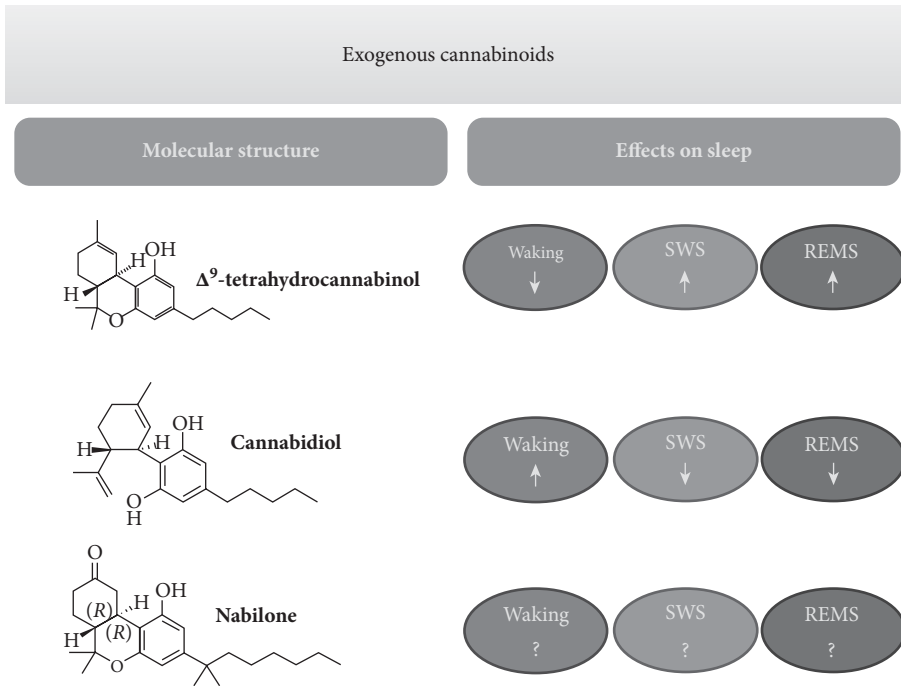 Exogenous cannabinoids
Molecular structure
Effects on sleep
OH
H
H
O
Δ⁹-tetrahydrocannabinol
Waking
↓
SWS
↑
REMS
↑
OH
H
H
O
H
Cannabidiol
Waking
↑
SWS
↓
REMS
↓
O
OH
(R)
H
(R)
H
O
Nabilone
Waking
?
SWS
?
REMS
?